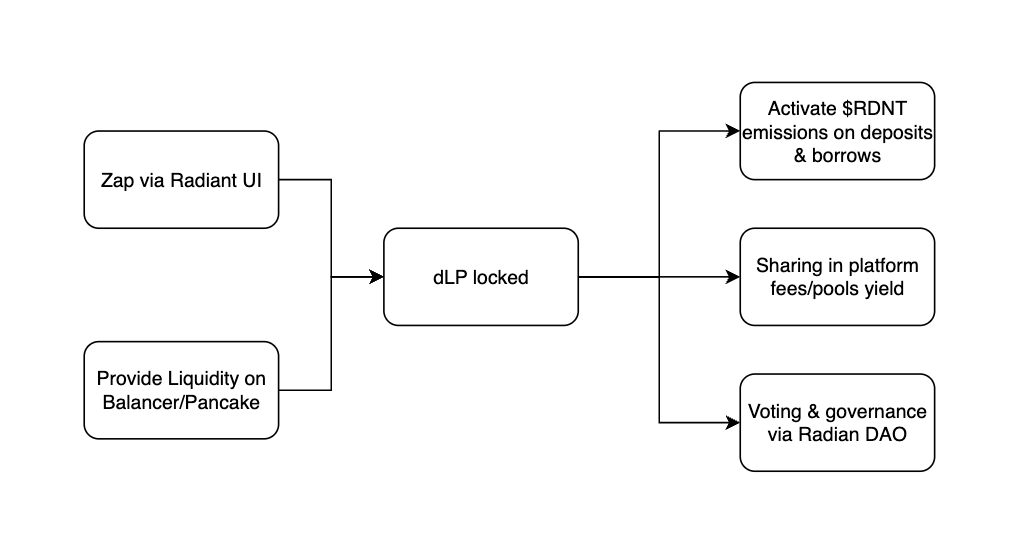 Zap via Radiant UI
Provide Liquidity on
Balancer/Pancake
dLP locked
Activate $RDNT
emissions on deposits
& borrows
Sharing in platform
fees/pools yield
Voting & governance
via Radian DAO